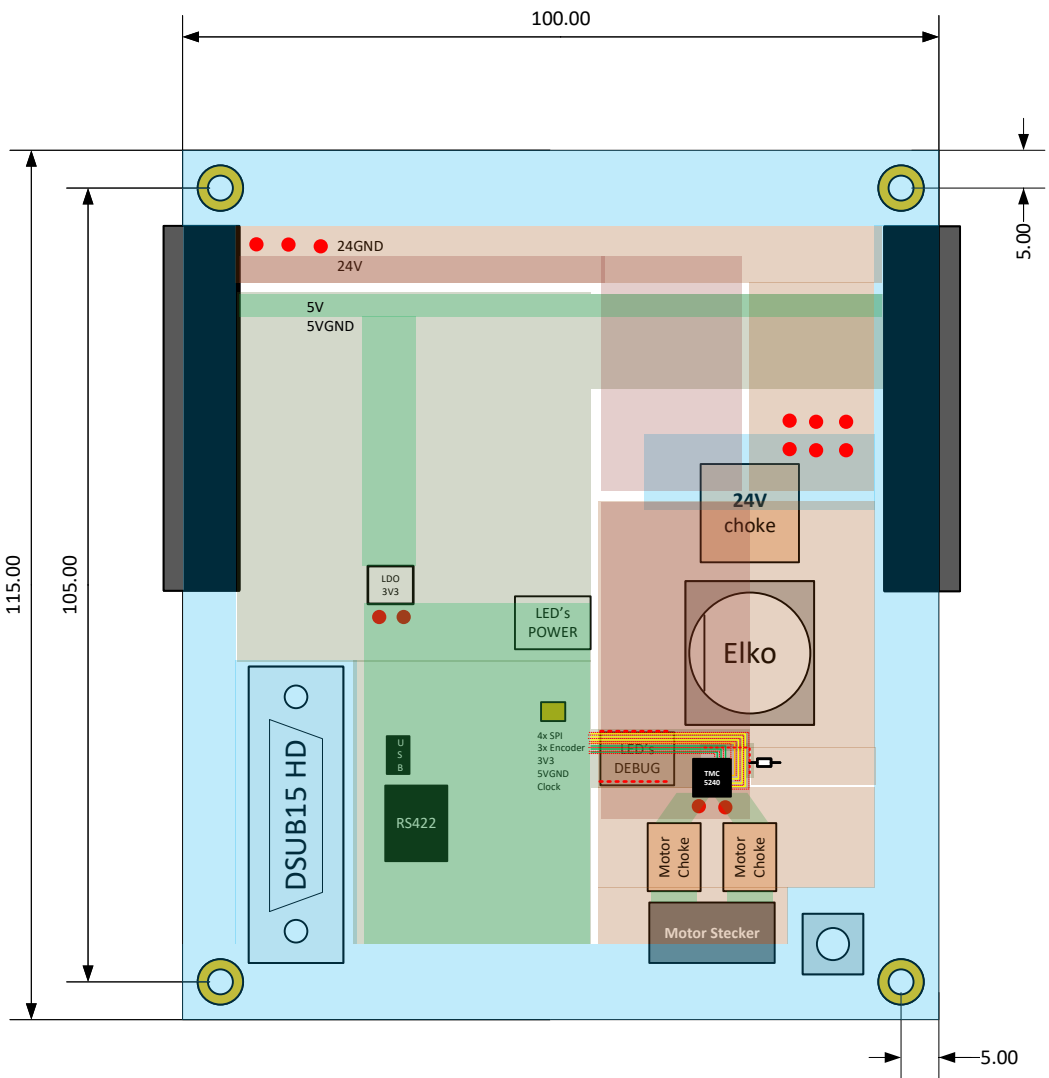 100.00
5.00
24GND
24V
5V
5VGND
24V
choke
115.00
105.00
LDO
3V3
LED's
POWER
Elko
4x SPI
3x Encoder
3V3
5VGND
Clock
LED's
DEBUG
TMC
5240
USB
RS422
DSUB15 HD
Motor
Choke
Motor
Choke
Motor Stecker
5.00